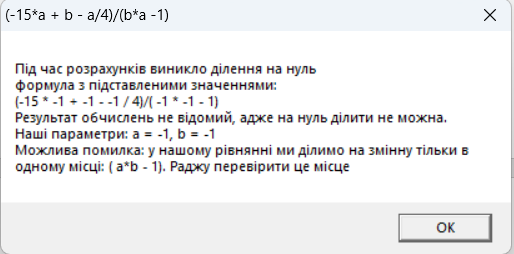 (-15*a + b - a/4)/(b*a -1)
Під час розрахунків виникло ділення на нуль
формула з підставленими значеннями:
(-15 * -1 + -1 - -1 / 4)/( -1 * -1 - 1)
Результат обчислень не відомий, адже на нуль ділити не можна.
Наші параметри: a = -1, b = -1
Можлива помилка: у нашому рівнянні ми ділимо на змінну тільки в
одному місці: ( a*b - 1). Раджу перевірити це місце
OK